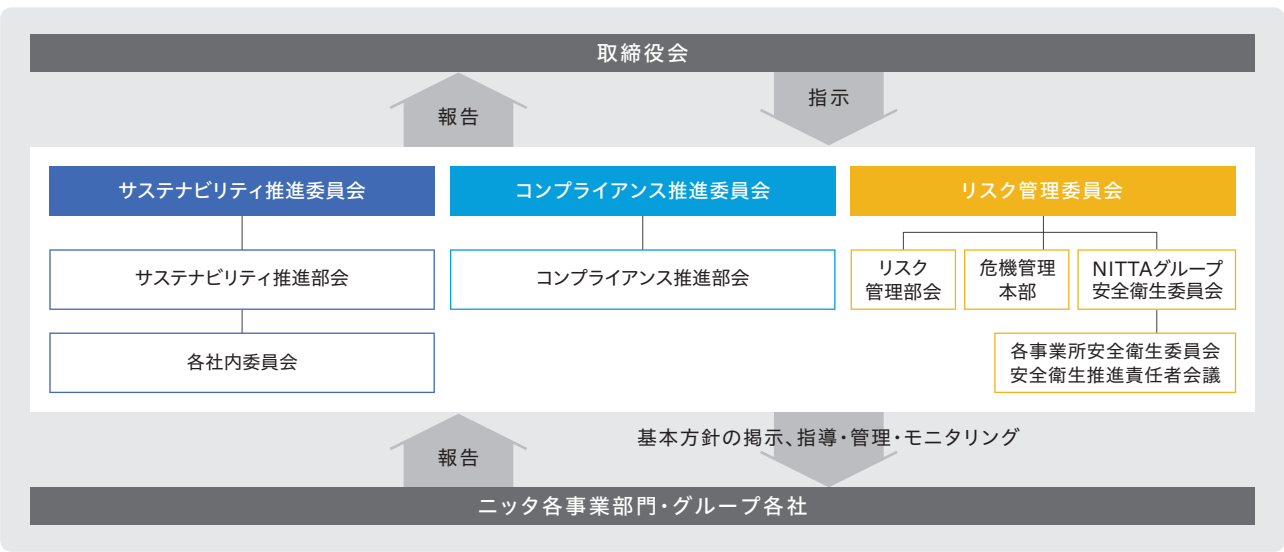 取締役会
報告
指示
サステナビリティ推進委員会
コンプライアンス推進委員会
リスク管理委員会
サステナビリティ推進部会
コンプライアンス推進部会
リスク
管理部会
危機管理
本部
NITTAグループ
安全衛生委員会
各社内委員会
各事業所安全衛生委員会
安全衛生推進責任者会議
報告
基本方針の掲示、指導・管理・モニタリング
ニッタ各事業部門・グループ各社